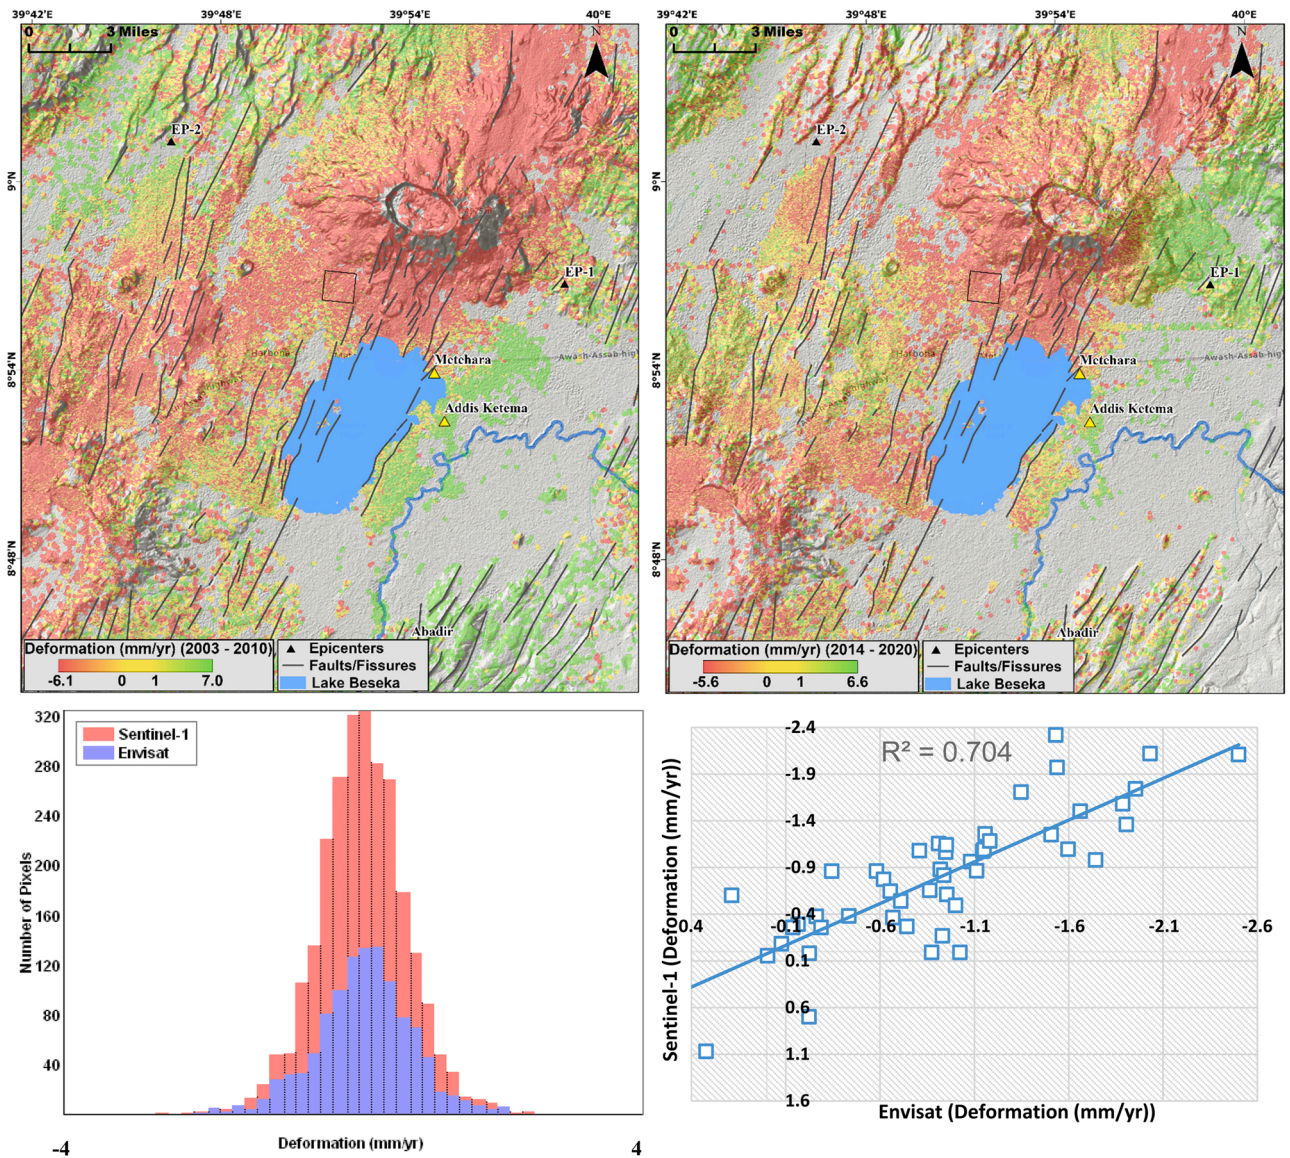 39°42'E 39°48'E 39°54'E 40°E
0 3 Miles
N
EP-2
9°N
EP-1
Harbona
Awash-Assab-hig
8°54'N
Metehara
Addis Ketema
8°48'N
Abadir
Deformation (mm/yr) (2003 - 2010)
-6.1 0 1 7.0
Epicenters
Faults/Fissures
Lake Beseka
39°42'E 39°48'E 39°54'E 40°E
0 3 Miles
N
EP-2
9°N
EP-1
Harbona
Awash-Assab-hig
8°54'N
Metehara
Addis Ketema
8°48'N
Abadir
Deformation (mm/yr) (2014 - 2020)
-5.6 0 1 6.6
Epicenters
Faults/Fissures
Lake Beseka
320
280
240
200
160
120
80
40
Number of Pixels
Sentinel-1
Envisat
-4 4
Deformation (mm/yr)
R² = 0.704
-2.4
-1.9
-1.4
-0.9
-0.4
0.1
0.6
1.1
1.6
0.4 -0.1 -0.6 -1.1 -1.6 -2.1 -2.6
Sentinel-1 (Deformation (mm/yr))
Envisat (Deformation (mm/yr))